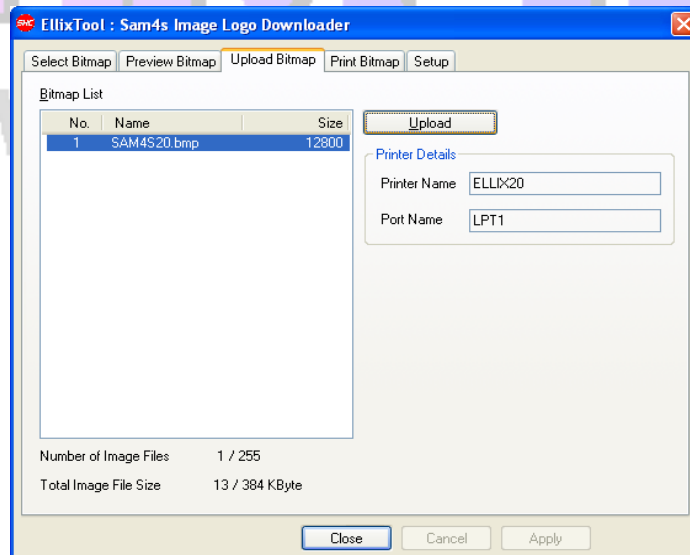 SHC EllixTool : Sam4s Image Logo Downloader
Select Bitmap Preview Bitmap Upload Bitmap Print Bitmap Setup
Bitmap List
No. Name Size
1 SAM4S20.bmp 12800
Upload
Printer Details
Printer Name ELLIX20
Port Name LPT1
Number of Image Files 1 / 255
Total Image File Size 13 / 384 KByte
Close Cancel Apply